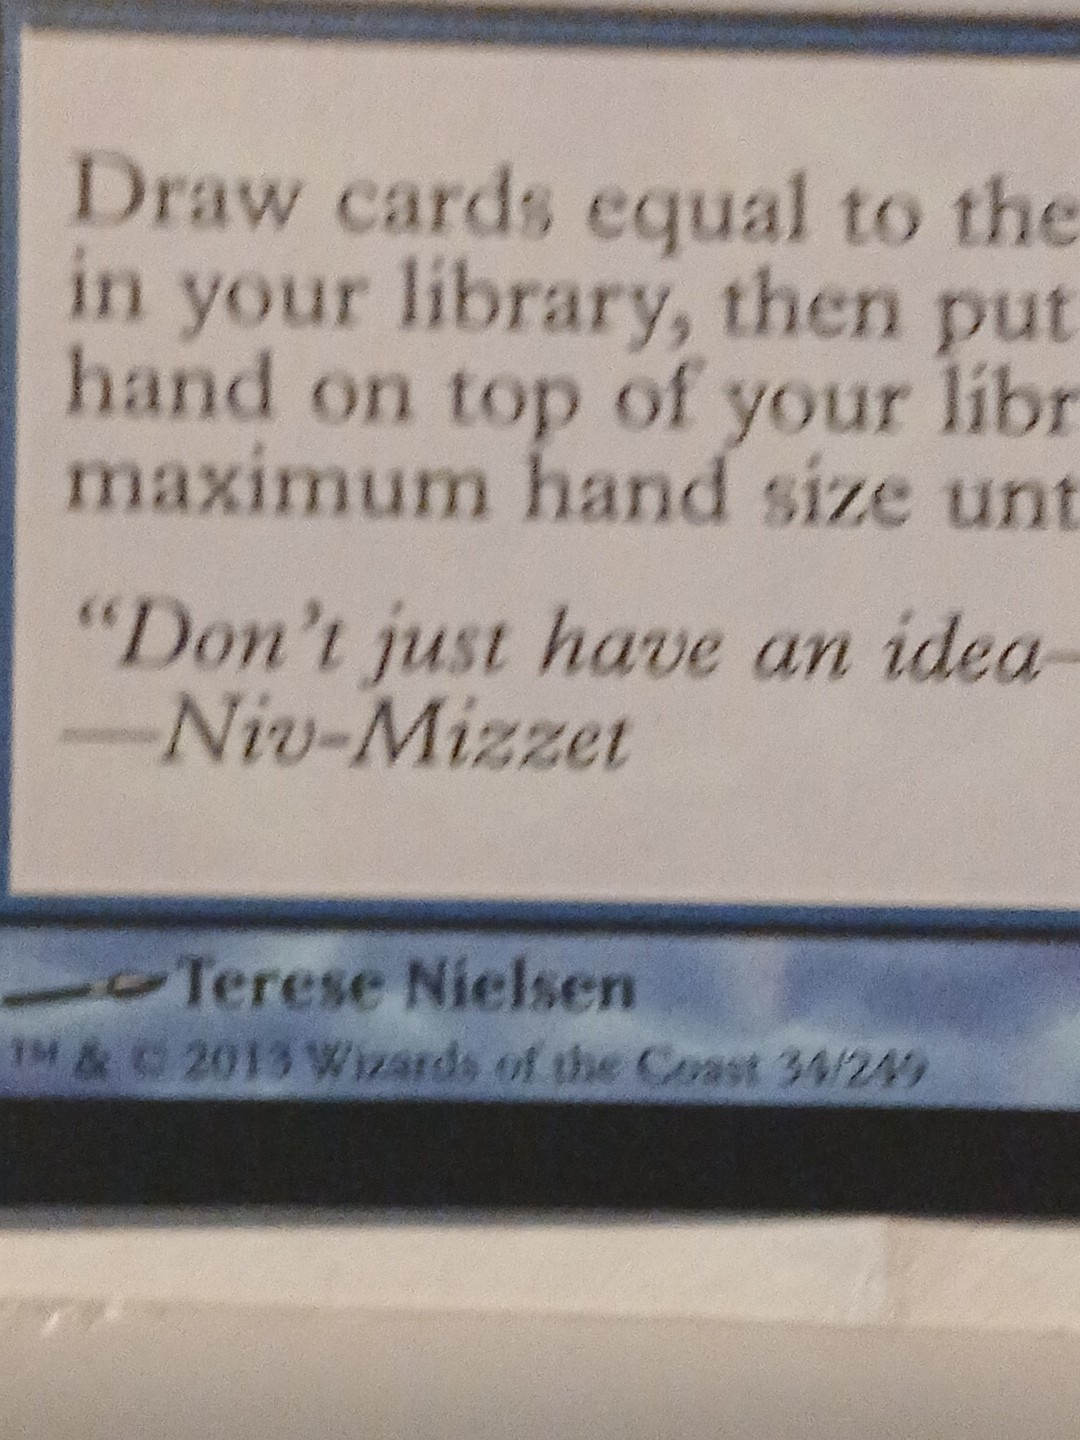 Draw cards equal to the
in your library, then put
hand on top of your libr
maximum hand size unt
“Don’t just have an idea—
—Niv-Mizzet
Terese Nielsen
™ & © 2013 Wizards of the Coast 34/249